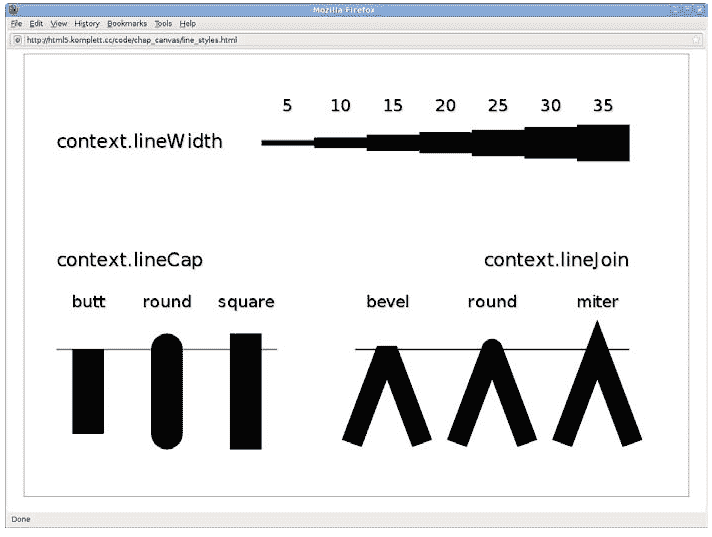 Mozilla Firefox
File Edit View History Bookmarks Tools Help
http://html5.komplett.cc/code/chap_canvas/line_styles.html
5 10 15 20 25 30 35
context.lineWidth
context.lineCap context.lineJoin
butt round square bevel round miter
Done